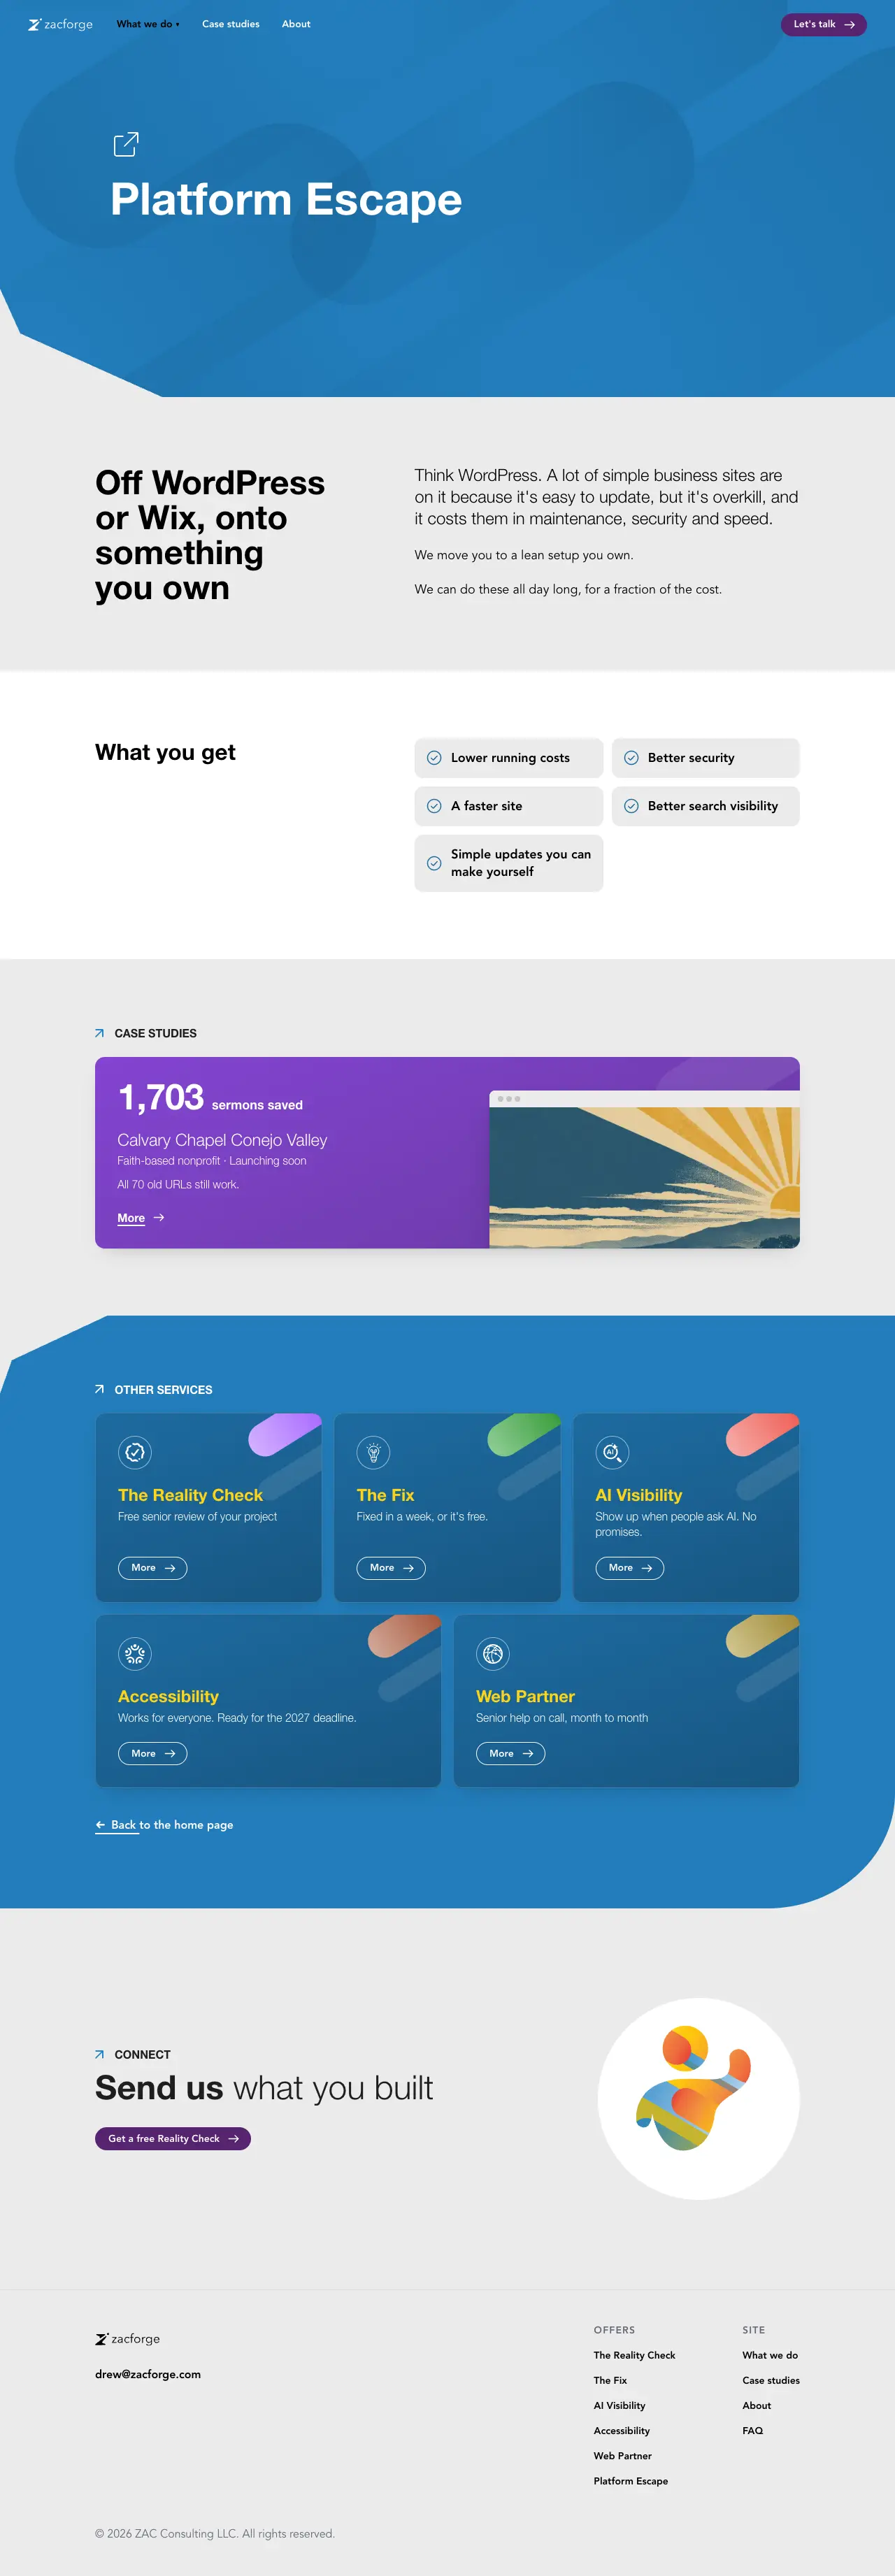 zacforge
What we do
Case studies
About
Let's talk
Platform Escape
Off WordPress
or Wix, onto
something
you own
Think WordPress. A lot of simple business sites are
on it because it's easy to update, but it's overkill, and
it costs them in maintenance, security and speed.
We move you to a lean setup you own.
We can do these all day long, for a fraction of the cost.
What you get
Lower running costs
Better security
A faster site
Better search visibility
Simple updates you can
make yourself
CASE STUDIES
1,703 sermons saved
Calvary Chapel Conejo Valley
Faith-based nonprofit · Launching soon
All 70 old URLs still work.
More
OTHER SERVICES
The Reality Check
Free senior review of your project
More
The Fix
Fixed in a week, or it's free.
More
AI
AI Visibility
Show up when people ask AI. No
promises.
More
Accessibility
Works for everyone. Ready for the 2027 deadline.
More
Web Partner
Senior help on call, month to month
More
Back to the home page
CONNECT
Send us what you built
Get a free Reality Check
zacforge
drew@zacforge.com
OFFERS
The Reality Check
The Fix
AI Visibility
Accessibility
Web Partner
Platform Escape
SITE
What we do
Case studies
About
FAQ
© 2026 ZAC Consulting LLC. All rights reserved.